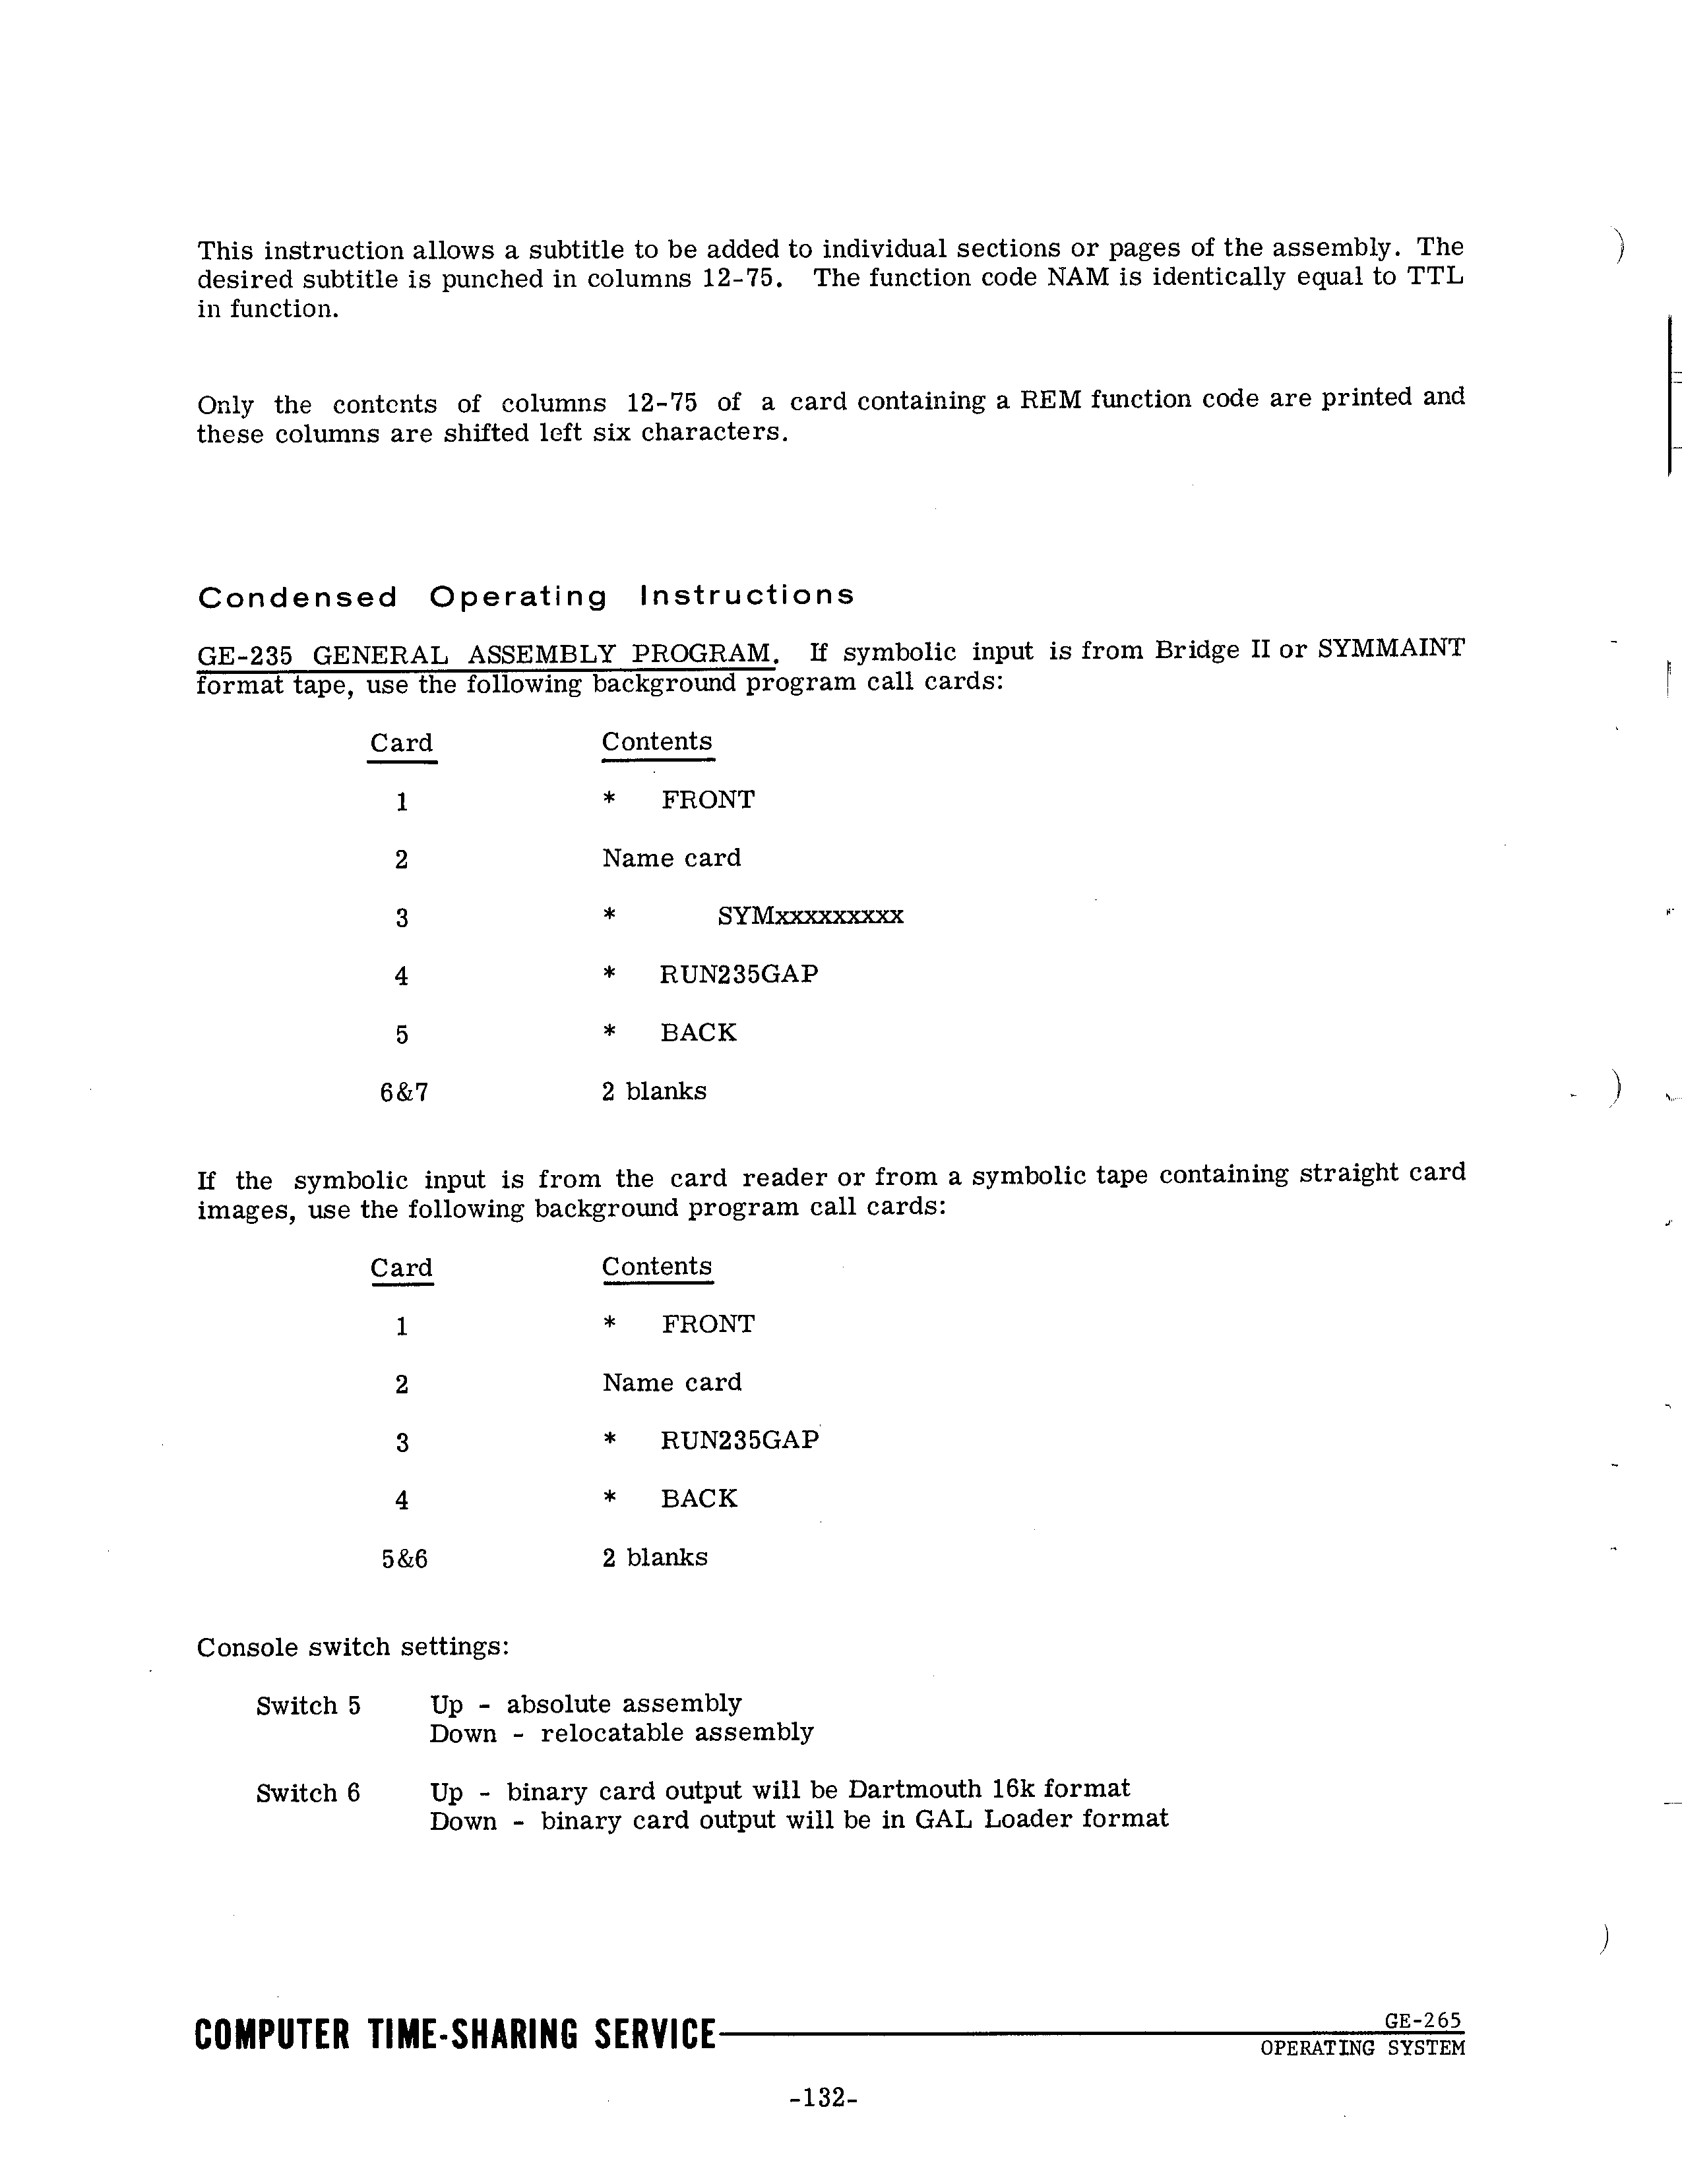 This instruction allows a subtitle to be added to individual sections or pages of the assembly. The
desired subtitle is punched in columns 12-75. The function code NAM is identically equal to TTL
in function.
Only the contents of columns 12-75 of a card containing a REM function code are printed and
these columns are shifted left six characters.
Condensed Operating Instructions
GE-235 GENERAL ASSEMBLY PROGRAM. If symbolic input is from Bridge II or SYMMAINT
format tape, use the following background program call cards:
Card Contents
1 * FRONT
2 Name card
3 * SYMxxxxxxxxx
4 * RUN235GAP
5 * BACK
6&7 2 blanks
If the symbolic input is from the card reader or from a symbolic tape containing straight card
images, use the following background program call cards:
Card Contents
1 * FRONT
2 Name card
3 * RUN235GAP
4 * BACK
5&6 2 blanks
Console switch settings:
Switch 5 Up - absolute assembly
Down - relocatable assembly
Switch 6 Up - binary card output will be Dartmouth 16k format
Down - binary card output will be in GAL Loader format
COMPUTER TIME-SHARING SERVICE GE-265
OPERATING SYSTEM
-132-